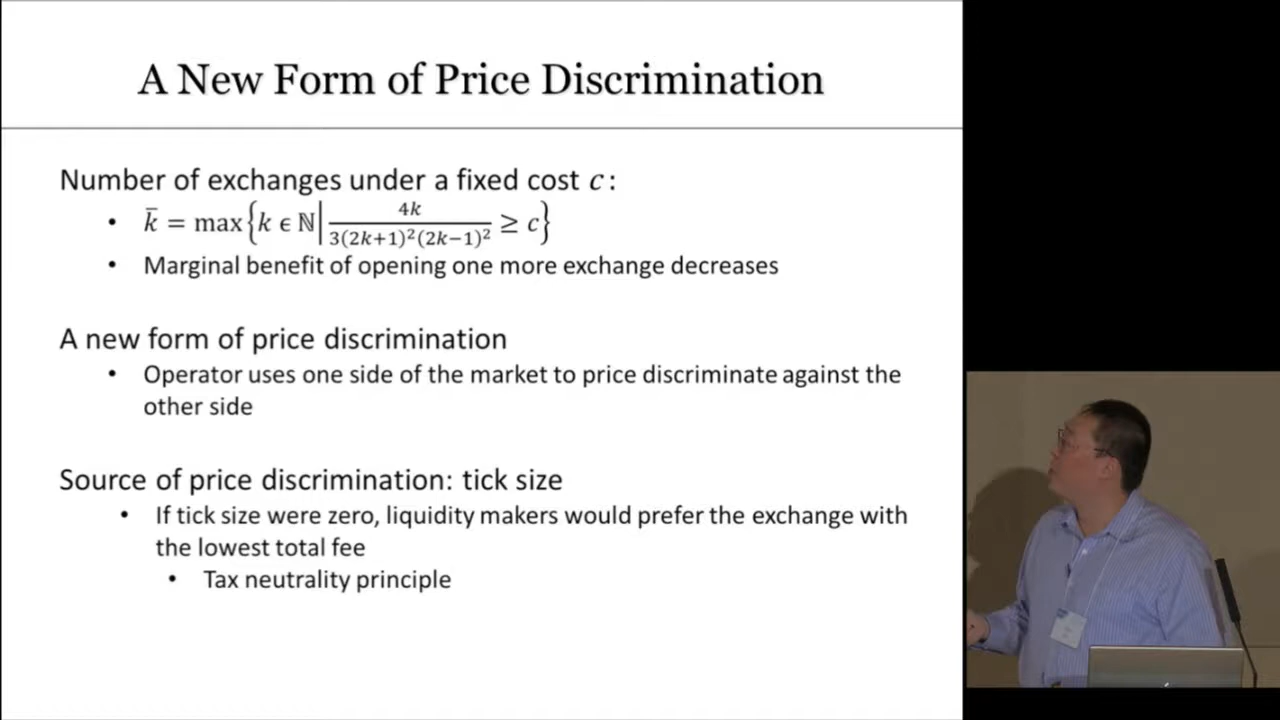 A New Form of Price Discrimination
Number of exchanges under a fixed cost c:
• k̄ = max{k ϵ ℕ| 4k / 3(2k+1)²(2k−1)² ≥ c}
• Marginal benefit of opening one more exchange decreases
A new form of price discrimination
• Operator uses one side of the market to price discriminate against the
other side
Source of price discrimination: tick size
• If tick size were zero, liquidity makers would prefer the exchange with
the lowest total fee
• Tax neutrality principle